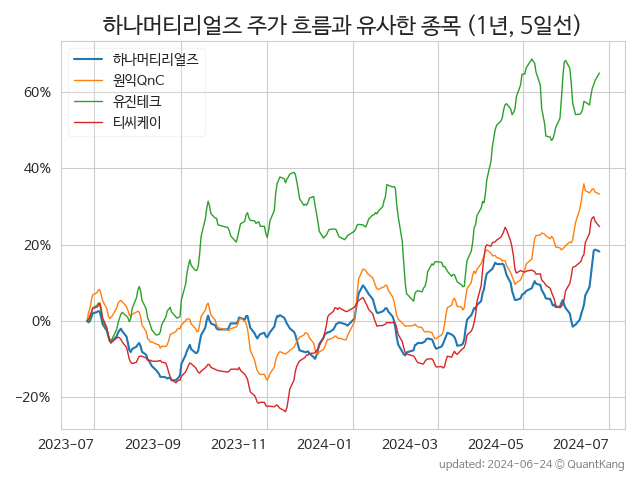 하나머티리얼즈 주가 흐름과 유사한 종목 (1년, 5일선)
하나머티리얼즈
원익QnC
유진테크
티씨케이
60%
40%
20%
0%
−20%
2023-07 2023-09 2023-11 2024-01 2024-03 2024-05 2024-07
updated: 2024-06-24 © QuantKang